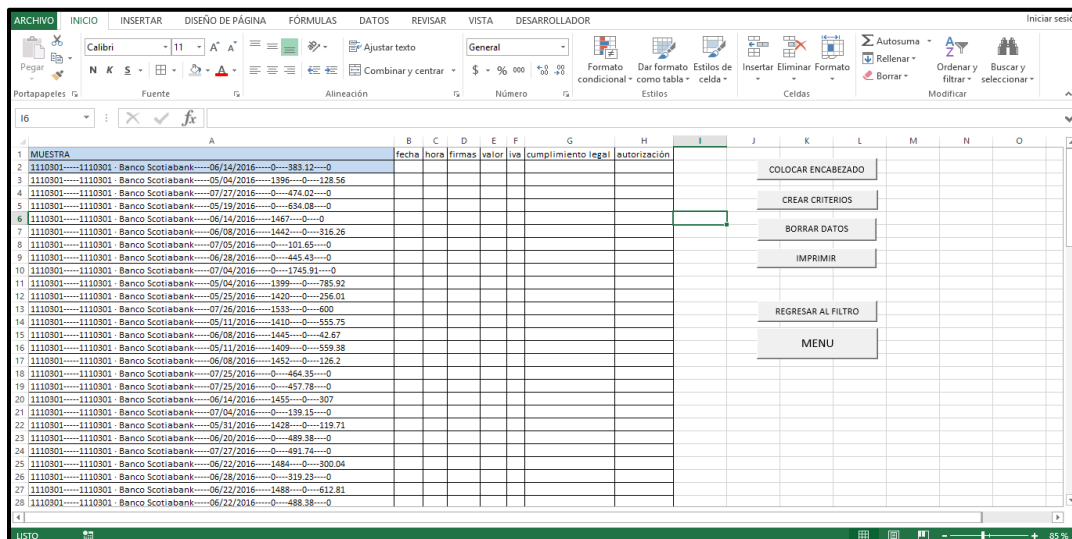 ARCHIVO INICIO INSERTAR DISEÑO DE PÁGINA FÓRMULAS DATOS REVISAR VISTA DESARROLLADOR Iniciar sesió
Pegar
Calibri 11 A A Ajustar texto General
N K S A Combinar y centrar $ % 000
Formato condicional Dar formato como tabla Estilos de celda
Insertar Eliminar Formato
Autosuma
Rellenar
Borrar
Ordenar y filtrar Buscar y seleccionar
Portapapeles Fuente Alineación Número Estilos Celdas Modificar
I6 fx
A B C D E F G H I J K L M N O
1 MUESTRA fecha hora firmas valor iva cumplimiento legal autorización
2 1110301-----1110301 · Banco Scotiabank-----06/14/2016-----0----383.12----0
3 1110301-----1110301 · Banco Scotiabank-----05/04/2016-----1396----0----128.56
4 1110301-----1110301 · Banco Scotiabank-----07/27/2016-----0----474.02----0
5 1110301-----1110301 · Banco Scotiabank-----05/19/2016-----0----634.08----0
6 1110301-----1110301 · Banco Scotiabank-----06/14/2016-----1467----0----0
7 1110301-----1110301 · Banco Scotiabank-----06/08/2016-----1442----0----316.26
8 1110301-----1110301 · Banco Scotiabank-----07/05/2016-----0----101.65----0
9 1110301-----1110301 · Banco Scotiabank-----06/28/2016-----0----445.43----0
10 1110301-----1110301 · Banco Scotiabank-----07/04/2016-----0----1745.91----0
11 1110301-----1110301 · Banco Scotiabank-----05/04/2016-----1399----0----785.92
12 1110301-----1110301 · Banco Scotiabank-----05/25/2016-----1420----0----256.01
13 1110301-----1110301 · Banco Scotiabank-----07/26/2016-----1533----0----600
14 1110301-----1110301 · Banco Scotiabank-----05/11/2016-----1410----0----555.75
15 1110301-----1110301 · Banco Scotiabank-----06/08/2016-----1445----0----42.67
16 1110301-----1110301 · Banco Scotiabank-----05/11/2016-----1409----0----559.38
17 1110301-----1110301 · Banco Scotiabank-----06/08/2016-----1452----0----126.2
18 1110301-----1110301 · Banco Scotiabank-----07/25/2016-----0----464.35----0
19 1110301-----1110301 · Banco Scotiabank-----07/25/2016-----0----457.78----0
20 1110301-----1110301 · Banco Scotiabank-----06/14/2016-----1455----0----307
21 1110301-----1110301 · Banco Scotiabank-----07/04/2016-----0----139.15----0
22 1110301-----1110301 · Banco Scotiabank-----05/31/2016-----1428----0----119.71
23 1110301-----1110301 · Banco Scotiabank-----06/20/2016-----0----489.38----0
24 1110301-----1110301 · Banco Scotiabank-----07/27/2016-----0----491.74----0
25 1110301-----1110301 · Banco Scotiabank-----06/22/2016-----1484----0----300.04
26 1110301-----1110301 · Banco Scotiabank-----06/28/2016-----0----319.23----0
27 1110301-----1110301 · Banco Scotiabank-----06/22/2016-----1488----0----612.81
28 1110301-----1110301 · Banco Scotiabank-----06/22/2016-----0----488.38----0
COLOCAR ENCABEZADO
CREAR CRITERIOS
BORRAR DATOS
IMPRIMIR
REGRESAR AL FILTRO
MENU
LISTO 85 %